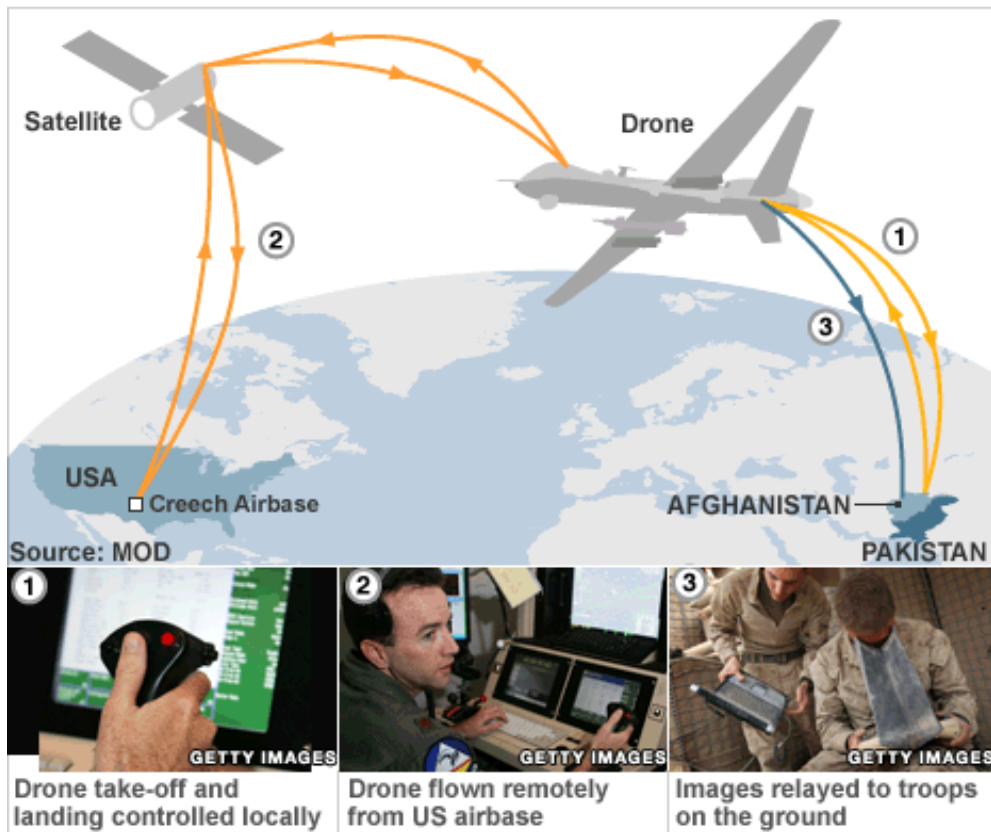 Satellite
Drone
1
2
3
USA
Creech Airbase
AFGHANISTAN
Source: MOD
PAKISTAN
1
GETTY IMAGES
Drone take-off and
landing controlled locally
2
GETTY IMAGES
Drone flown remotely
from US airbase
3
GETTY IMAGES
Images relayed to troops
on the ground